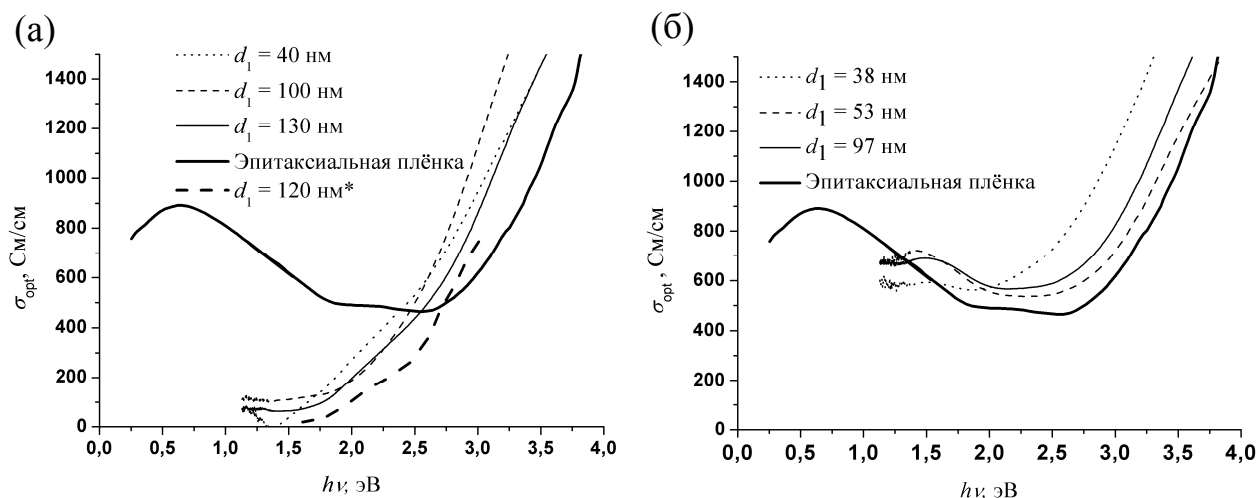 (а)
1400
1200
1000
800
600
400
200
0
σopt, См/см
d1 = 40 нм
d1 = 100 нм
d1 = 130 нм
Эпитаксиальная плёнка
d1 = 120 нм*
0,0 0,5 1,0 1,5 2,0 2,5 3,0 3,5 4,0
hν, эВ
(б)
1400
1200
1000
800
600
400
200
0
σopt, См/см
d1 = 38 нм
d1 = 53 нм
d1 = 97 нм
Эпитаксиальная плёнка
0,0 0,5 1,0 1,5 2,0 2,5 3,0 3,5 4,0
hν, эВ